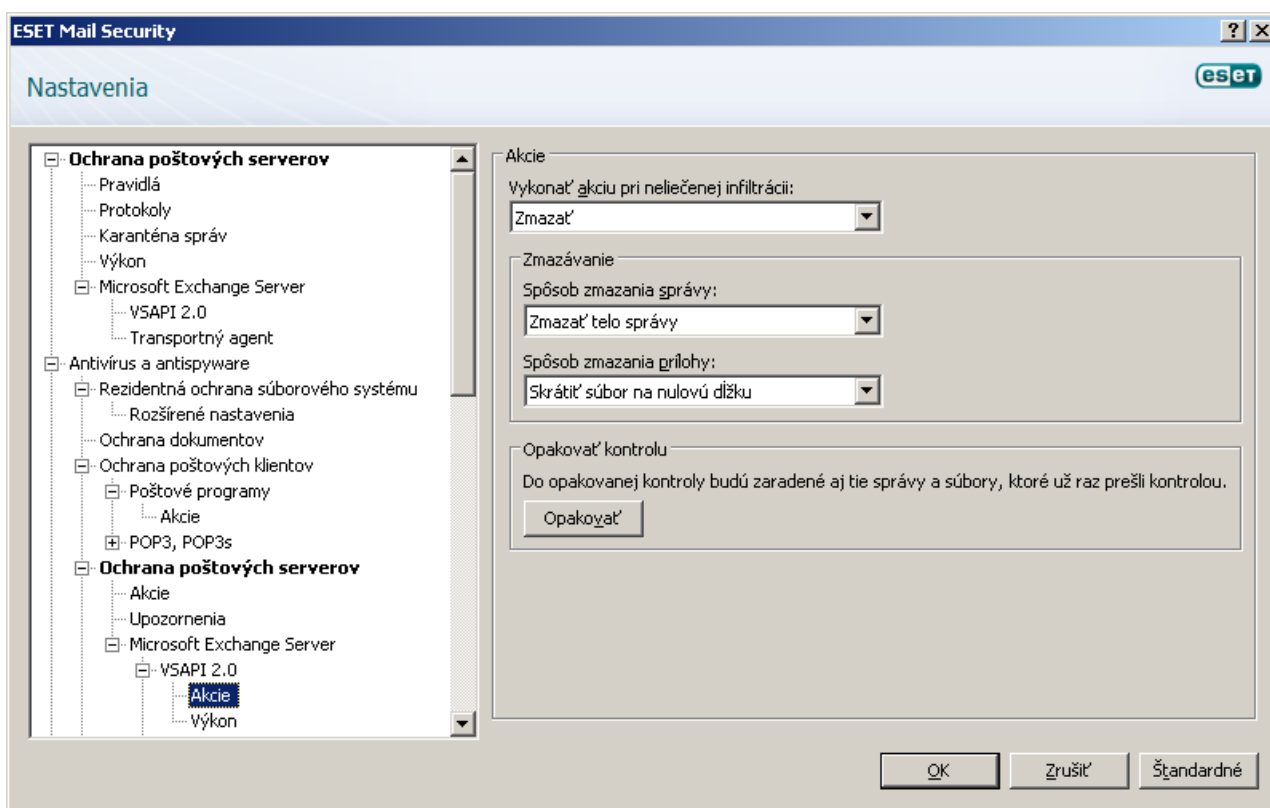 ESET Mail Security
Nastavenia
eset
Ochrana poštových serverov
Pravidlá
Protokoly
Karanténa správ
Výkon
Microsoft Exchange Server
VSAPI 2.0
Transportný agent
Antivírus a antispyware
Rezidentná ochrana súborového systému
Rozšírené nastavenia
Ochrana dokumentov
Ochrana poštových klientov
Poštové programy
Akcie
POP3, POP3s
Ochrana poštových serverov
Akcie
Upozornenia
Microsoft Exchange Server
VSAPI 2.0
Akcie
Výkon
Akcie
Vykonať akciu pri neliečenej infiltrácii:
Zmazať
Zmazávanie
Spôsob zmazania správy:
Zmazať telo správy
Spôsob zmazania prílohy:
Skrátiť súbor na nulovú dĺžku
Opakovať kontrolu
Do opakovanej kontroly budú zaradené aj tie správy a súbory, ktoré už raz prešli kontrolou.
Opakovať
OK
Zrušiť
Štandardné